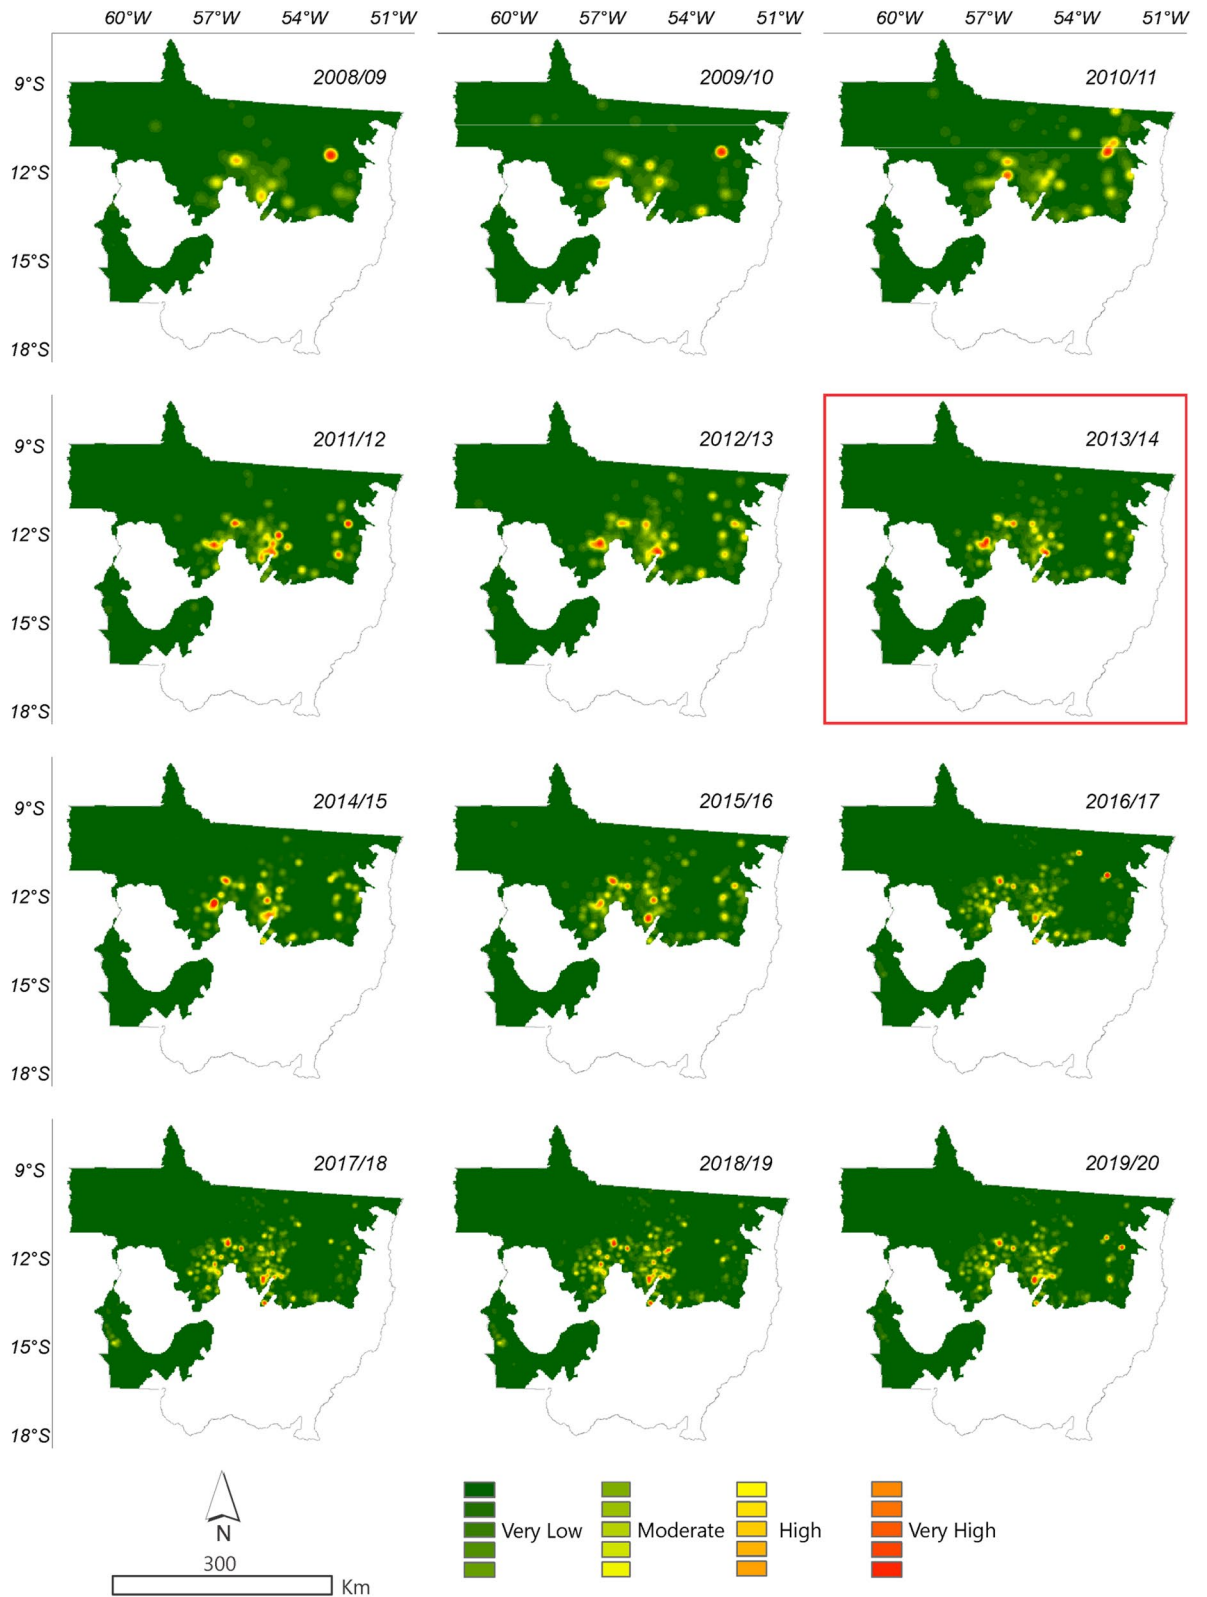 60°W 57°W 54°W 51°W 60°W 57°W 54°W 51°W 60°W 57°W 54°W 51°W
9°S 2008/09 2009/10 2010/11
12°S
15°S
18°S
9°S 2011/12 2012/13 2013/14
12°S
15°S
18°S
9°S 2014/15 2015/16 2016/17
12°S
15°S
18°S
9°S 2017/18 2018/19 2019/20
12°S
15°S
18°S
N
300
Km
Very Low Moderate High Very High